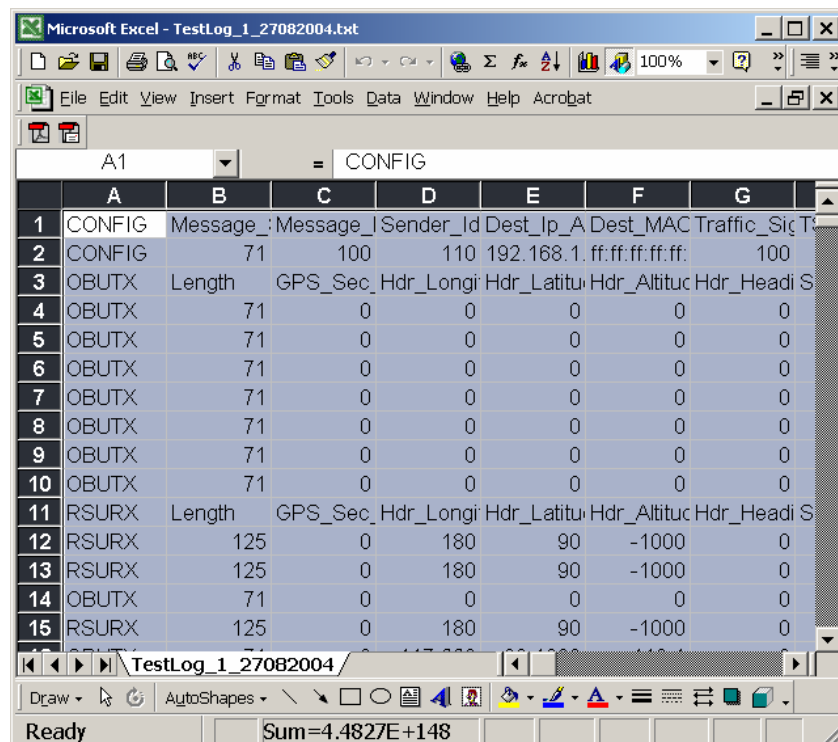 Microsoft Excel - TestLog_1_27082004.txt
100%
File Edit View Insert Format Tools Data Window Help Acrobat
A1 = CONFIG
A B C D E F G
1 CONFIG Message_ Message_ Sender_Id Dest_Ip_A Dest_MAC Traffic_Sig
2 CONFIG 71 100 110 192.168.1. ff:ff:ff:ff:ff: 100
3 OBUTX Length GPS_Sec_ Hdr_Longi Hdr_Latitu Hdr_Altituc Hdr_Headi S
4 OBUTX 71 0 0 0 0 0
5 OBUTX 71 0 0 0 0 0
6 OBUTX 71 0 0 0 0 0
7 OBUTX 71 0 0 0 0 0
8 OBUTX 71 0 0 0 0 0
9 OBUTX 71 0 0 0 0 0
10 OBUTX 71 0 0 0 0 0
11 RSURX Length GPS_Sec_ Hdr_Longi Hdr_Latitu Hdr_Altituc Hdr_Headi S
12 RSURX 125 0 180 90 -1000 0
13 RSURX 125 0 180 90 -1000 0
14 OBUTX 71 0 0 0 0 0
15 RSURX 125 0 180 90 -1000 0
TestLog_1_27082004
Draw AutoShapes
Ready Sum=4.4827E+148